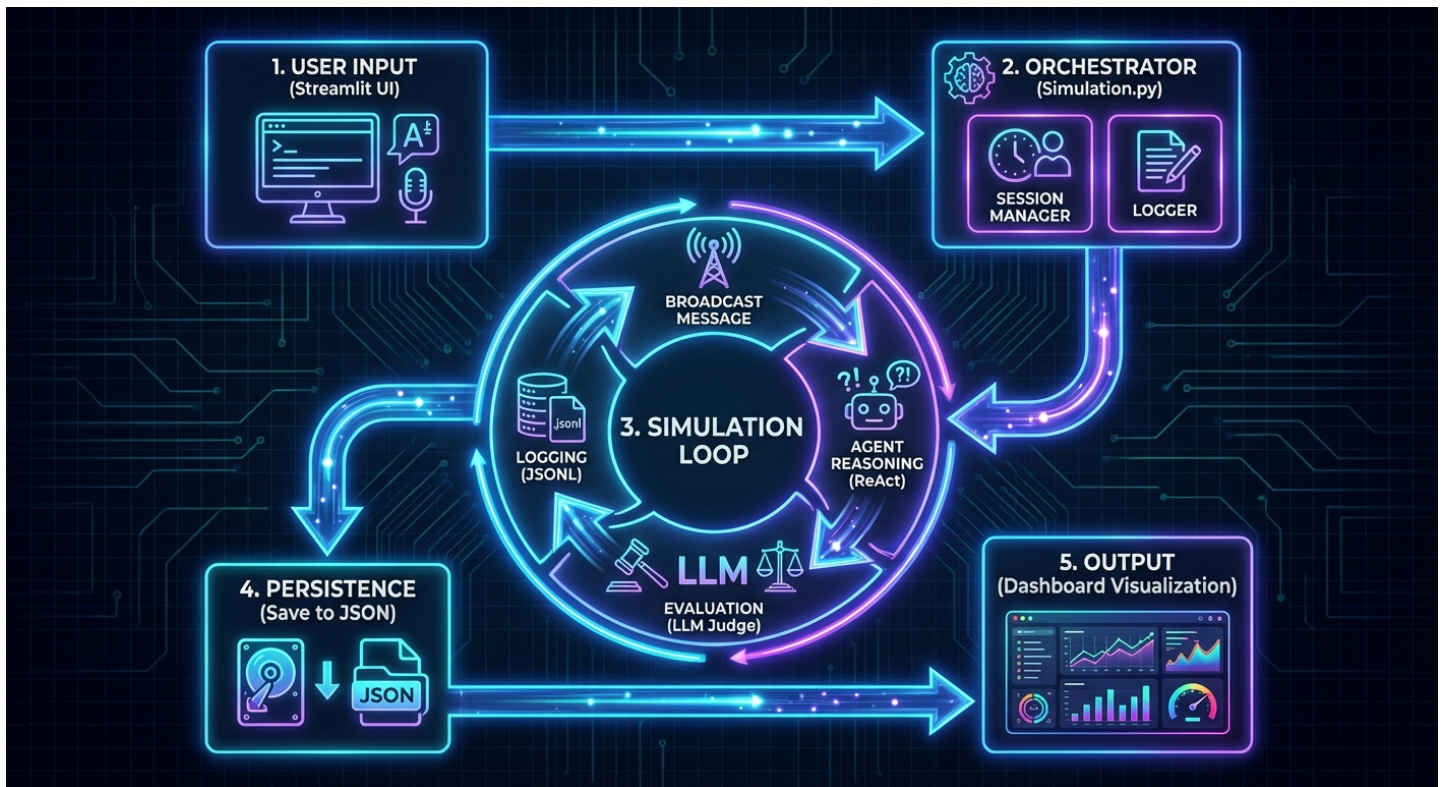 1. USER INPUT
(Streamlit UI)
>_
A
2. ORCHESTRATOR
(Simulation.py)
SESSION
MANAGER
LOGGER
BROADCAST
MESSAGE
?! ?!
AGENT
REASONING
(ReAct)
3. SIMULATION
LOOP
.jsonl
LOGGING
(JSONL)
LLM
EVALUATION
(LLM Judge)
4. PERSISTENCE
(Save to JSON)
JSON
5. OUTPUT
(Dashboard Visualization)